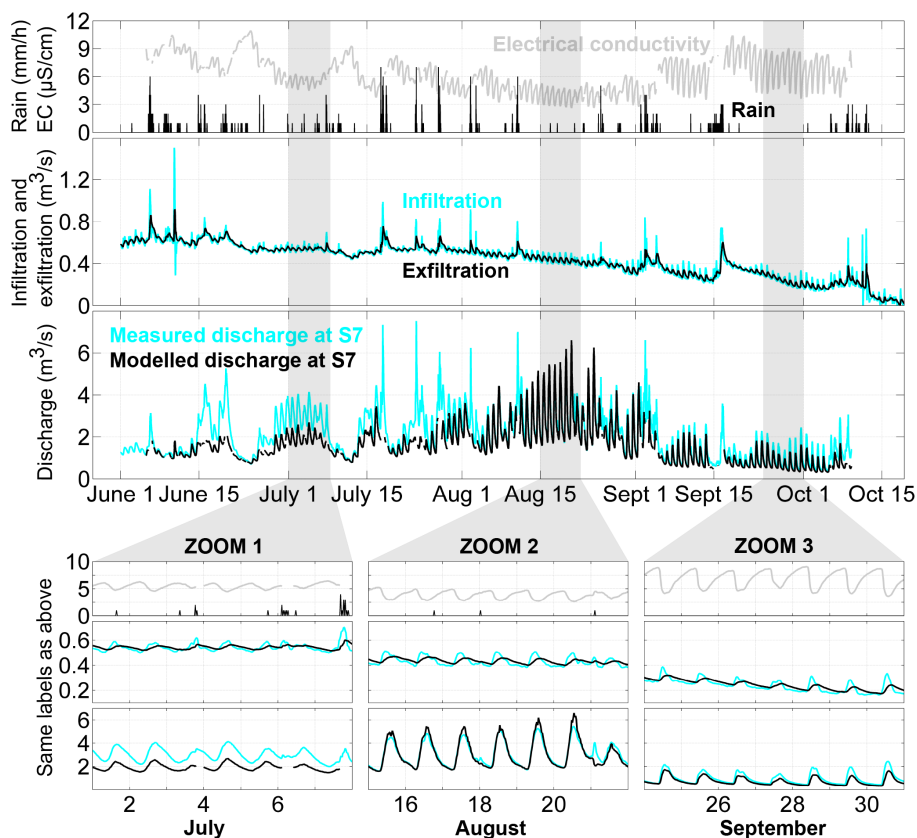 12
9
6
3
0
Rain (mm/h)
EC (µS/cm)
Electrical conductivity
Rain
1.2
0.8
0.4
0
Infiltration and
exfiltration (m³/s)
Infiltration
Exfiltration
6
4
2
0
Discharge (m³/s)
Measured discharge at S7
Modelled discharge at S7
June 1 June 15 July 1 July 15 Aug 1 Aug 15 Sept 1 Sept 15 Oct 1 Oct 15
ZOOM 1 ZOOM 2 ZOOM 3
Same labels as above
10
5
0
0.6
0.4
0.2
6
4
2
2 4 6 16 18 20 26 28 30
July August September